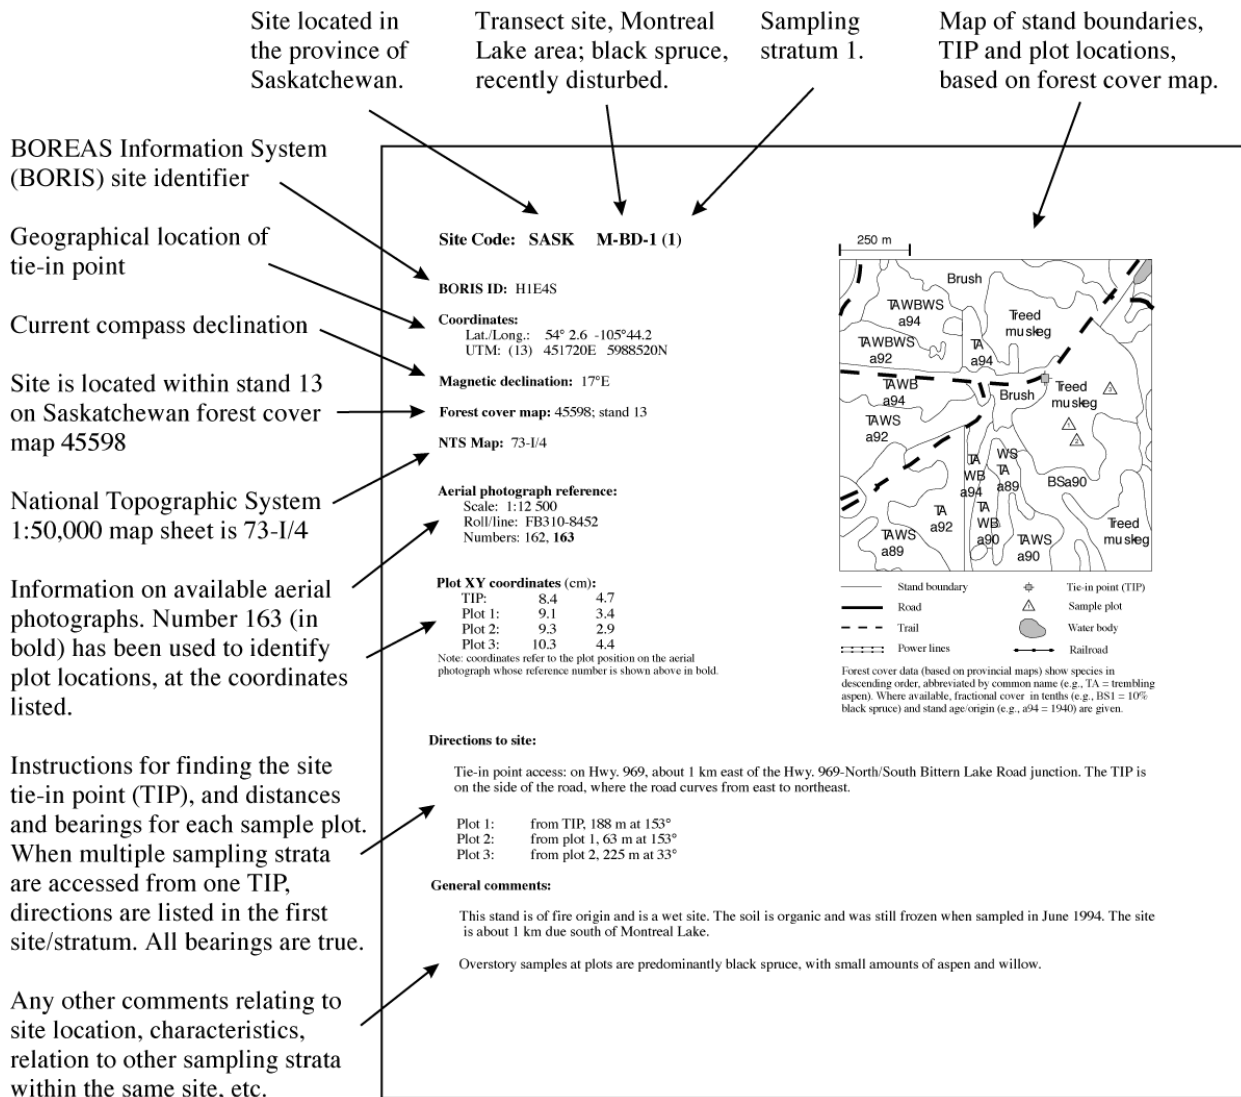 Site located in
the province of
Saskatchewan.
Transect site, Montreal
Lake area; black spruce,
recently disturbed.
Sampling
stratum 1.
Map of stand boundaries,
TIP and plot locations,
based on forest cover map.
BOREAS Information System
(BORIS) site identifier
Geographical location of
tie-in point
Current compass declination
Site is located within stand 13
on Saskatchewan forest cover
map 45598
National Topographic System
1:50,000 map sheet is 73-I/4
Information on available aerial
photographs. Number 163 (in
bold) has been used to identify
plot locations, at the coordinates
listed.
Instructions for finding the site
tie-in point (TIP), and distances
and bearings for each sample plot.
When multiple sampling strata
are accessed from one TIP,
directions are listed in the first
site/stratum. All bearings are true.
Any other comments relating to
site location, characteristics,
relation to other sampling strata
within the same site, etc.
Site Code: SASK M-BD-1 (1)
BORIS ID: H1E4S
Coordinates:
Lat./Long.: 54° 2.6 -105°44.2
UTM: (13) 451720E 5988520N
Magnetic declination: 17°E
Forest cover map: 45598; stand 13
NTS Map: 73-I/4
Aerial photograph reference:
Scale: 1:12 500
Roll/line: FB310-8452
Numbers: 162, 163
Plot XY coordinates (cm):
TIP: 8.4 4.7
Plot 1: 9.1 3.4
Plot 2: 9.3 2.9
Plot 3: 10.3 4.4
Note: coordinates refer to the plot position on the aerial
photograph whose reference number is shown above in bold.
250 m
Brush
TAWBWS
a94
Treed
muskeg
TAWBWS
a92
TA
a94
TAWB
a94
Brush
Treed
muskeg
3
1
2
TAWS
a92
TA
WB
a94
WS
TA
a89
BSa90
TA
a92
TA
WB
a90
TAWS
a89
TAWS
a90
Treed
muskeg
Stand boundary
Road
Trail
Power lines
Tie-in point (TIP)
Sample plot
Water body
Railroad
Forest cover data (based on provincial maps) show species in
descending order, abbreviated by common name (e.g., TA = trembling
aspen). Where available, fractional cover in tenths (e.g., BS1 = 10%
black spruce) and stand age/origin (e.g., a94 = 1940) are given.
Directions to site:
Tie-in point access: on Hwy. 969, about 1 km east of the Hwy. 969-North/South Bittern Lake Road junction. The TIP is
on the side of the road, where the road curves from east to northeast.
Plot 1: from TIP, 188 m at 153°
Plot 2: from plot 1, 63 m at 153°
Plot 3: from plot 2, 225 m at 33°
General comments:
This stand is of fire origin and is a wet site. The soil is organic and was still frozen when sampled in June 1994. The site
is about 1 km due south of Montreal Lake.
Overstory samples at plots are predominantly black spruce, with small amounts of aspen and willow.